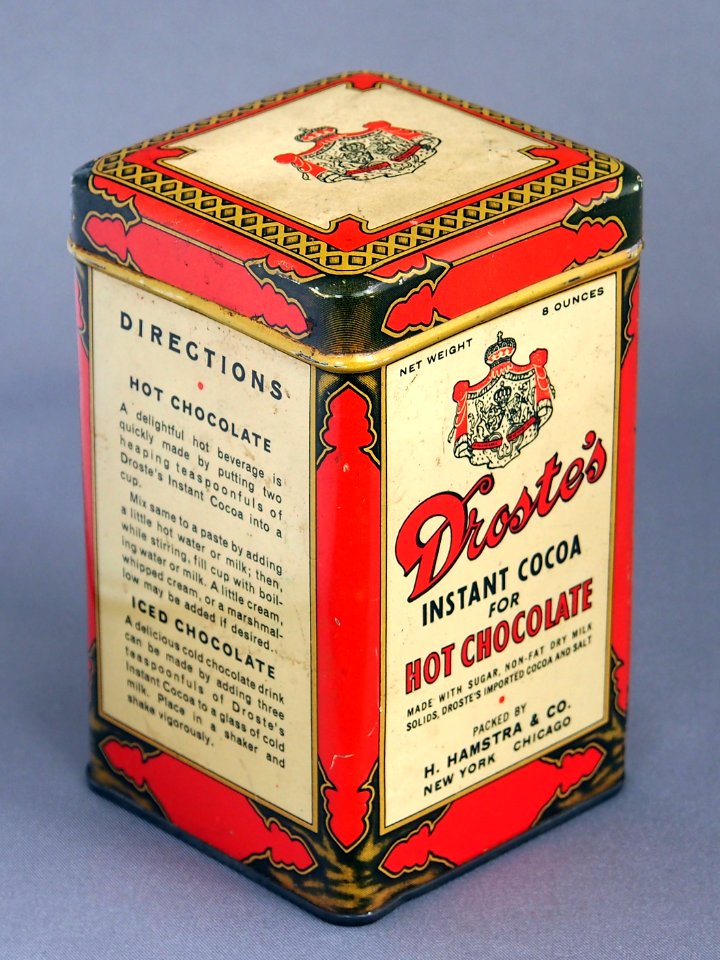 DIRECTIONS
HOT CHOCOLATE
A delightful hot beverage is
quickly made by putting two
heaping teaspoonfuls of
Droste's Instant Cocoa into a
cup.
Mix same to a paste by adding
a little hot water or milk; then,
while stirring, fill cup with boil-
ing water or milk. A little cream,
whipped cream, or a marshmal-
low may be added if desired.
ICED CHOCOLATE
A delicious cold chocolate drink
can be made by adding three
teaspoonfuls of Droste's
Instant Cocoa to a glass of cold
milk. Place in a shaker and
shake vigorously.
NET WEIGHT 8 OUNCES
Droste's
INSTANT COCOA
FOR
HOT CHOCOLATE
MADE WITH SUGAR, NON-FAT DRY MILK
SOLIDS, DROSTE'S IMPORTED COCOA AND SALT
PACKED BY
H. HAMSTRA & CO.
NEW YORK CHICAGO